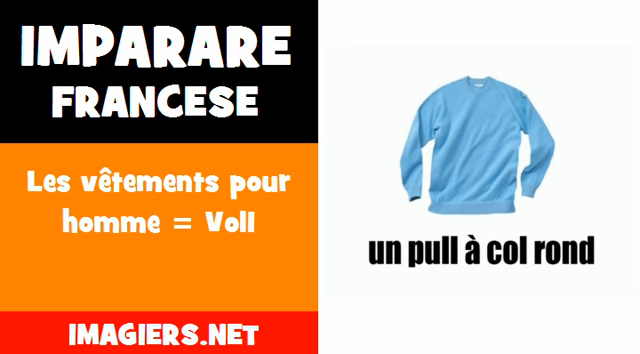 IMPARARE
FRANCESE
Les vêtements pour
homme = Voll
IMAGIERS.NET
un pull à col rond